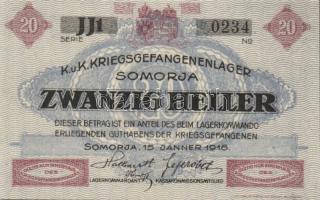 20 JJ1 0234 20
SERIE No
K.u.K. KRIEGSGEFANGENENLAGER
SOMORJA
ZWANZIG HELLER
DIESER BETRAG IST EIN ANTEIL DES BEIM LAGERKOMMANDO
ERLIEGENDEN GUTHABENS DER KRIEGSGEFANGENEN.
SOMORJA, 15 JÄNNER 1916
LAGERKOMMANDANT